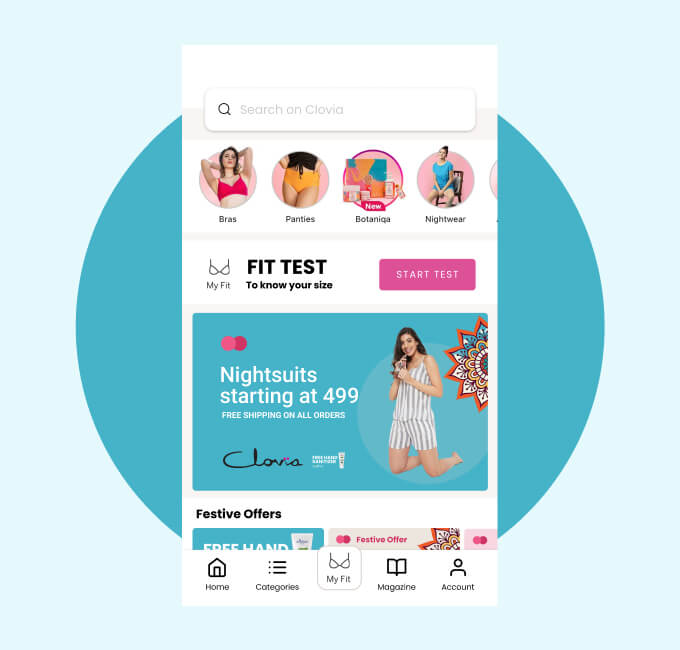 Search on Clovia
Bras
Panties
New
Botaniqa
Nightwear
FIT TEST
My Fit
To know your size
START TEST
Nightsuits
starting at 499
FREE SHIPPING ON ALL ORDERS
Clovia
FREE HAND
SANITIZER
Festive Offers
FREE HAND
Festive Offer
Home
Categories
My Fit
Magazine
Account